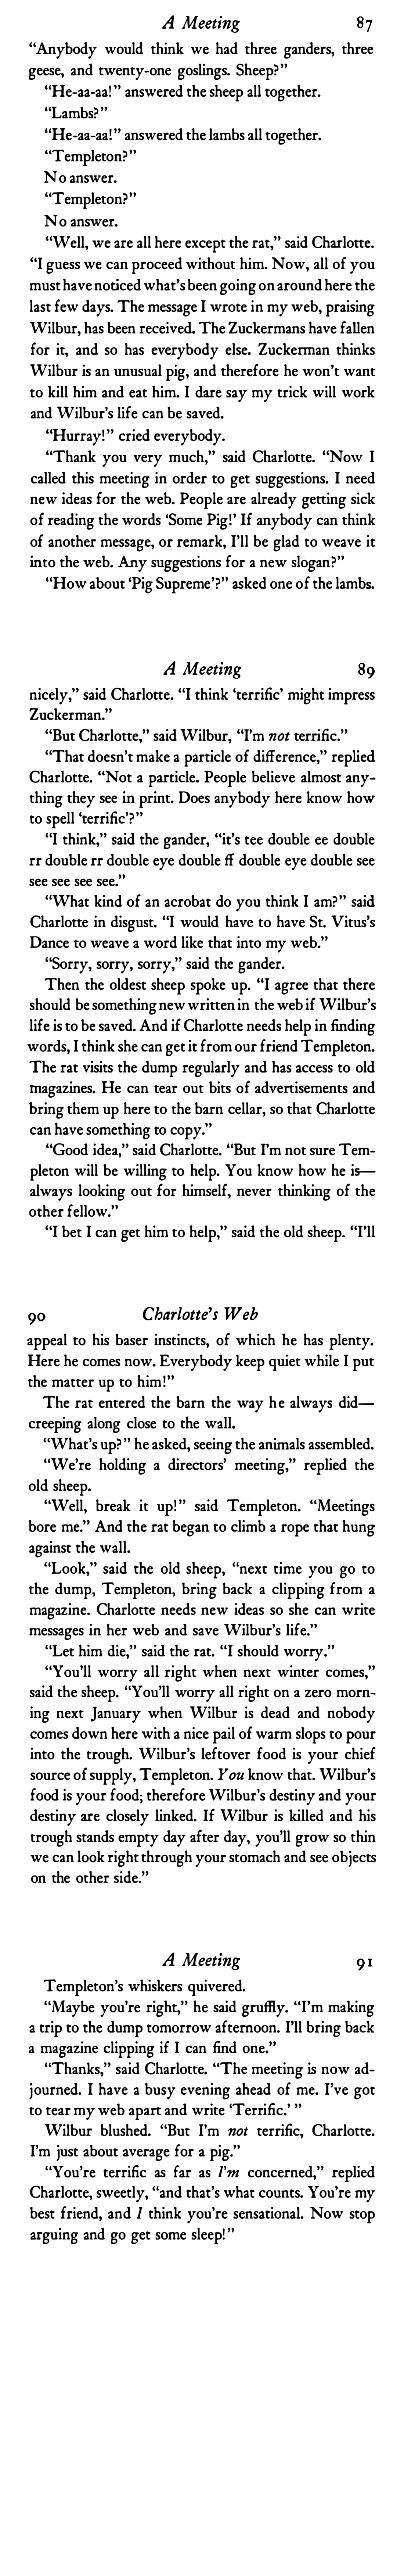 A Meeting 87
“Anybody would think we had three ganders, three
geese, and twenty-one goslings. Sheep?”
“He-aa-aa!” answered the sheep all together.
“Lambs?”
“He-aa-aa!” answered the lambs all together.
“Templeton?”
No answer.
“Templeton?”
No answer.
“Well, we are all here except the rat,” said Charlotte.
“I guess we can proceed without him. Now, all of you
must have noticed what’s been going on around here the
last few days. The message I wrote in my web, praising
Wilbur, has been received. The Zuckermans have fallen
for it, and so has everybody else. Zuckerman thinks
Wilbur is an unusual pig, and therefore he won’t want
to kill him and eat him. I dare say my trick will work
and Wilbur’s life can be saved.
“Hurray!” cried everybody.
“Thank you very much,” said Charlotte. “Now I
called this meeting in order to get suggestions. I need
new ideas for the web. People are already getting sick
of reading the words ‘Some Pig!’ If anybody can think
of another message, or remark, I’ll be glad to weave it
into the web. Any suggestions for a new slogan?”
“How about ‘Pig Supreme’?” asked one of the lambs.
A Meeting 89
nicely,” said Charlotte. “I think ‘terrific’ might impress
Zuckerman.”
“But Charlotte,” said Wilbur, “I’m not terrific.”
“That doesn’t make a particle of difference,” replied
Charlotte. “Not a particle. People believe almost any-
thing they see in print. Does anybody here know how
to spell ‘terrific’?”
“I think,” said the gander, “it’s tee double ee double
rr double rr double eye double ff double eye double see
see see see see.”
“What kind of an acrobat do you think I am?” said
Charlotte in disgust. “I would have to have St. Vitus’s
Dance to weave a word like that into my web.”
“Sorry, sorry, sorry,” said the gander.
Then the oldest sheep spoke up. “I agree that there
should be something new written in the web if Wilbur’s
life is to be saved. And if Charlotte needs help in finding
words, I think she can get it from our friend Templeton.
The rat visits the dump regularly and has access to old
magazines. He can tear out bits of advertisements and
bring them up here to the barn cellar, so that Charlotte
can have something to copy.”
“Good idea,” said Charlotte. “But I’m not sure Tem-
pleton will be willing to help. You know how he is—
always looking out for himself, never thinking of the
other fellow.”
“I bet I can get him to help,” said the old sheep. “I’ll
90 Charlotte’s Web
appeal to his baser instincts, of which he has plenty.
Here he comes now. Everybody keep quiet while I put
the matter up to him!”
The rat entered the barn the way he always did—
creeping along close to the wall.
“What’s up?” he asked, seeing the animals assembled.
“We’re holding a directors’ meeting,” replied the
old sheep.
“Well, break it up!” said Templeton. “Meetings
bore me.” And the rat began to climb a rope that hung
against the wall.
“Look,” said the old sheep, “next time you go to
the dump, Templeton, bring back a clipping from a
magazine. Charlotte needs new ideas so she can write
messages in her web and save Wilbur’s life.”
“Let him die,” said the rat. “I should worry.”
“You’ll worry all right when next winter comes,”
said the sheep. “You’ll worry all right on a zero morn-
ing next January when Wilbur is dead and nobody
comes down here with a nice pail of warm slops to pour
into the trough. Wilbur’s leftover food is your chief
source of supply, Templeton. You know that. Wilbur’s
food is your food; therefore Wilbur’s destiny and your
destiny are closely linked. If Wilbur is killed and his
trough stands empty day after day, you’ll grow so thin
we can look right through your stomach and see objects
on the other side.”
A Meeting 91
Templeton’s whiskers quivered.
“Maybe you’re right,” he said gruffly. “I’m making
a trip to the dump tomorrow afternoon. I’ll bring back
a magazine clipping if I can find one.”
“Thanks,” said Charlotte. “The meeting is now ad-
journed. I have a busy evening ahead of me. I’ve got
to tear my web apart and write ‘Terrific.’ ”
Wilbur blushed. “But I’m not terrific, Charlotte.
I’m just about average for a pig.”
“You’re terrific as far as I’m concerned,” replied
Charlotte, sweetly, “and that’s what counts. You’re my
best friend, and I think you’re sensational. Now stop
arguing and go get some sleep!”